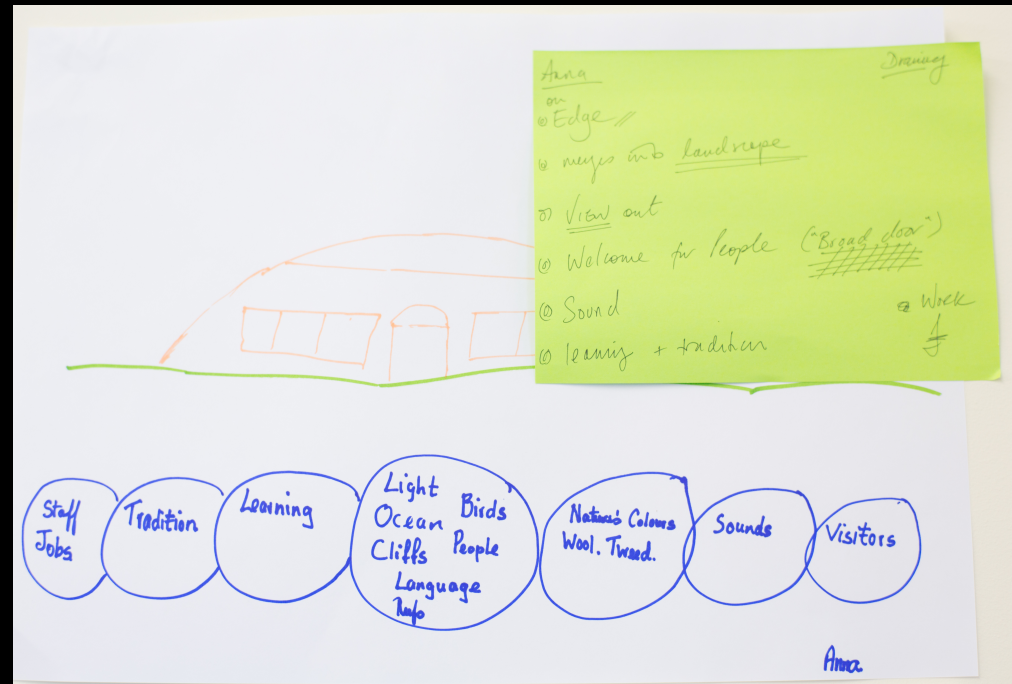 Anna
Drawing
on
Edge
merges into landscape
View out
Welcome for People ("Broad door")
Sound
Work
learning + tradition
Staff
Jobs
Tradition
Learning
Light
Birds
Ocean
Cliffs
People
Language
Nature's Colours
Wool. Tweed.
Sounds
Visitors
Anna